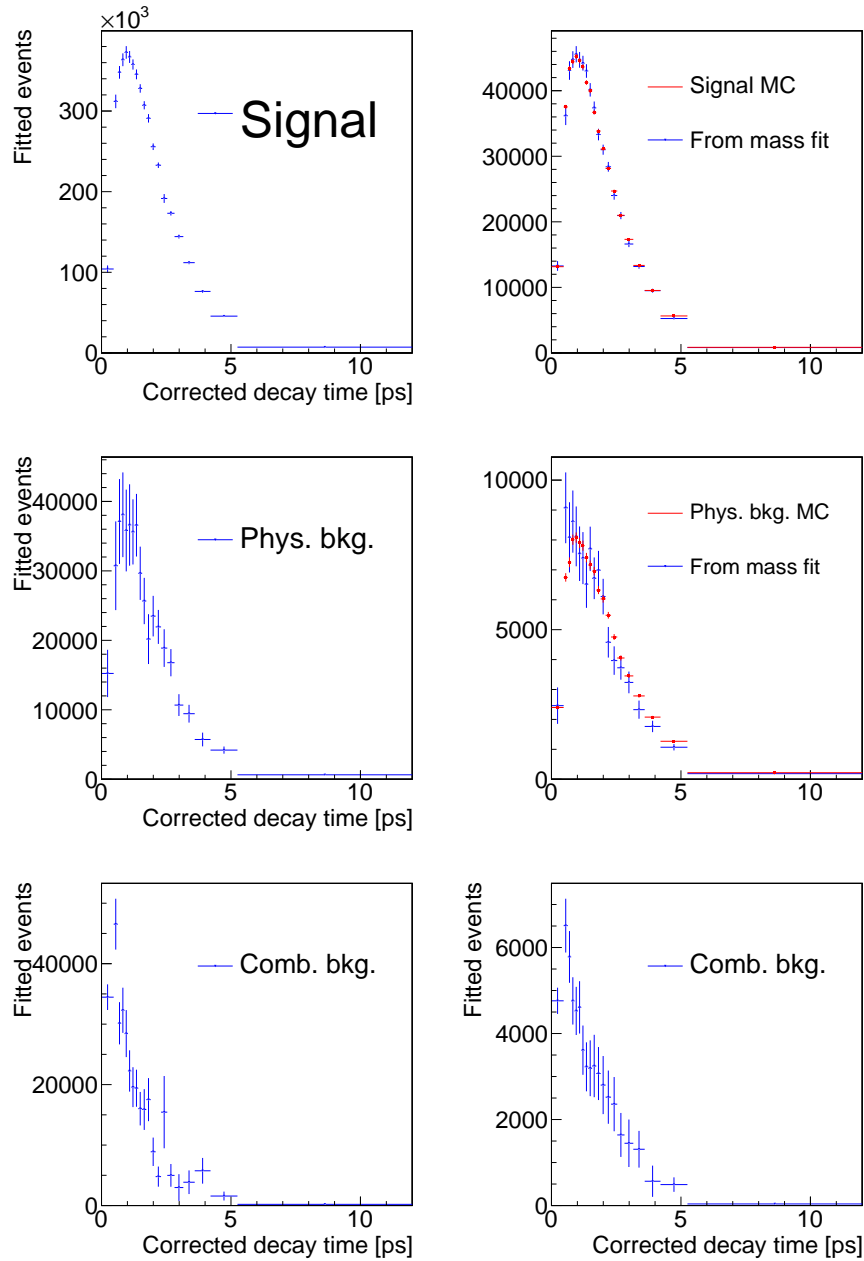 ×10³
Fitted events
300
200
100
0
Signal
0 5 10
Corrected decay time [ps]
40000
30000
20000
10000
0
Signal MC
From mass fit
0 5 10
Fitted events
40000
30000
20000
10000
0
Phys. bkg.
0 5 10
Corrected decay time [ps]
10000
5000
0
Phys. bkg. MC
From mass fit
0 5 10
Fitted events
40000
20000
0
Comb. bkg.
0 5 10
Corrected decay time [ps]
Fitted events
6000
4000
2000
0
Comb. bkg.
0 5 10
Corrected decay time [ps]